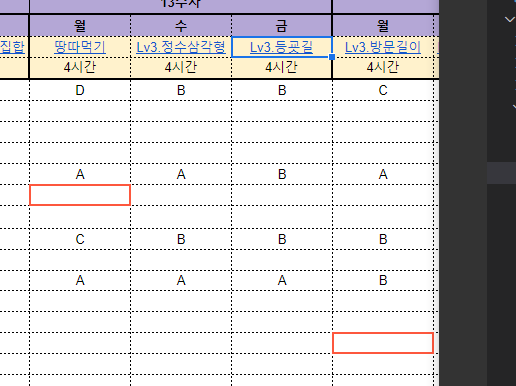 13주차
월 수 금 월
집합 땅따먹기 Lv3.정수삼각형 Lv3.등굣길 Lv3.방문길이
4시간 4시간 4시간 4시간
D B B C
A A B A
C B B B
A A A B